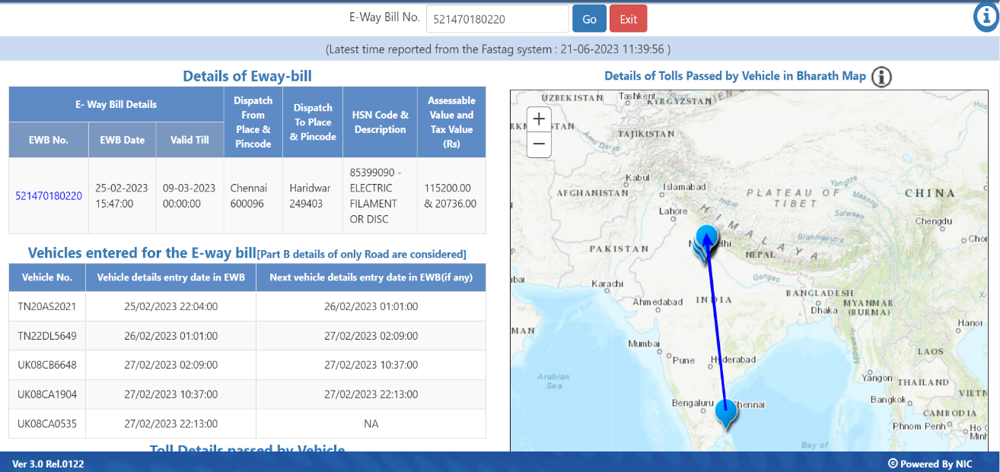 E-Way Bill No. 521470180220 Go Exit
(Latest time reported from the Fastag system : 21-06-2023 11:39:56 )
Details of Eway-bill
E- Way Bill Details
EWB No. EWB Date Valid Till
Dispatch
From
Place &
Pincode
Dispatch
To Place
& Pincode
HSN Code &
Description
Assessable
Value and
Tax Value
(Rs)
521470180220
25-02-2023
15:47:00
09-03-2023
00:00:00
Chennai
600096
Haridwar
249403
85399090 -
ELECTRIC
FILAMENT
OR DISC
115200.00
& 20736.00
Vehicles entered for the E-way bill[Part B details of only Road are considered]
Vehicle No. Vehicle details entry date in EWB Next vehicle details entry date in EWB(if any)
TN20AS2021 25/02/2023 22:04:00 26/02/2023 01:01:00
TN22DL5649 26/02/2023 01:01:00 27/02/2023 02:09:00
UK08CB6648 27/02/2023 02:09:00 27/02/2023 10:37:00
UK08CA1904 27/02/2023 10:37:00 27/02/2023 22:13:00
UK08CA0535 27/02/2023 22:13:00 NA
Toll Details passed by Vehicle
Details of Tolls Passed by Vehicle in Bharath Map
+
−
UZBEKISTAN
Tashkent
KYRGYZSTAN
TAJIKISTAN
Amu Darya
Kabul
Islamabad
AFGHANISTAN
Lahore
Indus
HIMALAYA
PLATEAU OF
TIBET
Yangtze
Mekong
Salween
CHINA
Chengdu
Brahmaputra
PAKISTAN
NEPAL
Ganges
Karachi
Ahmedabad
INDIA
BANGLADESH
Dhaka
MYANMAR
(BURMA)
Hanoi
Mumbai
Pune
Hyderabad
Irrawaddy
LAOS
Arabian
Sea
Yangon
THAILAND
Bangkok
Bengaluru
Chennai
CAMBODIA
Phnom Penh
Bay of
Ver 3.0 Rel.0122
© Powered By NIC